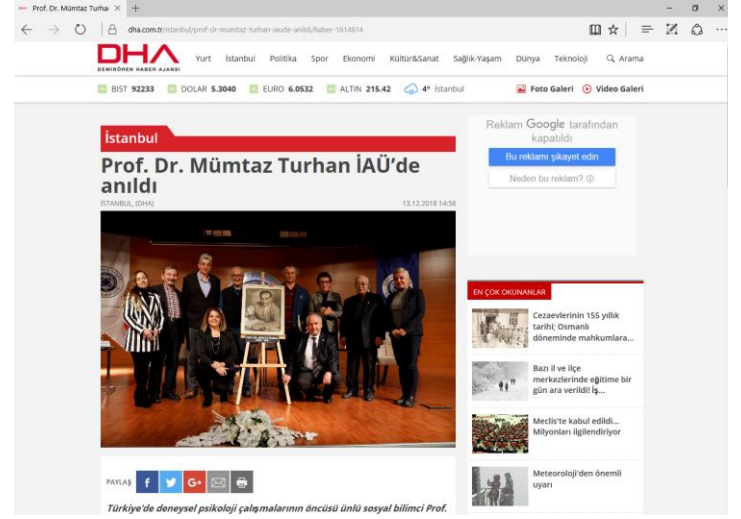 Prof. Dr. Mümtaz Turha
dha.com.tr/istanbul/prof-dr-mumtaz-turhan-iaude-anildi/haber-1614614
DHA
DEMİRÖREN HABER AJANSI
Yurt İstanbul Politika Spor Ekonomi Kültür&Sanat Sağlık-Yaşam Dünya Teknoloji Arama
BIST 92233 DOLAR 5.3040 EURO 6.0532 ALTIN 215.42 4° İstanbul Foto Galeri Video Galeri
İstanbul
Prof. Dr. Mümtaz Turhan İAÜ’de
anıldı
İSTANBUL, (DHA) 13.12.2018 14:58
PAYLAŞ
Türkiye'de deneysel psikoloji çalışmalarının öncüsü ünlü sosyal bilimci Prof.
Reklam Google tarafından
kapatıldı
Bu reklamı şikayet edin
Neden bu reklam?
EN ÇOK OKUNANLAR
Cezaevlerinin 155 yıllık
tarihi; Osmanlı
döneminde mahkumlara...
Bazı il ve ilçe
merkezlerinde eğitime bir
gün ara verildi! İş...
Meclis'te kabul edildi...
Milyonları ilgilendiriyor
Meteoroloji'den önemli
uyarı